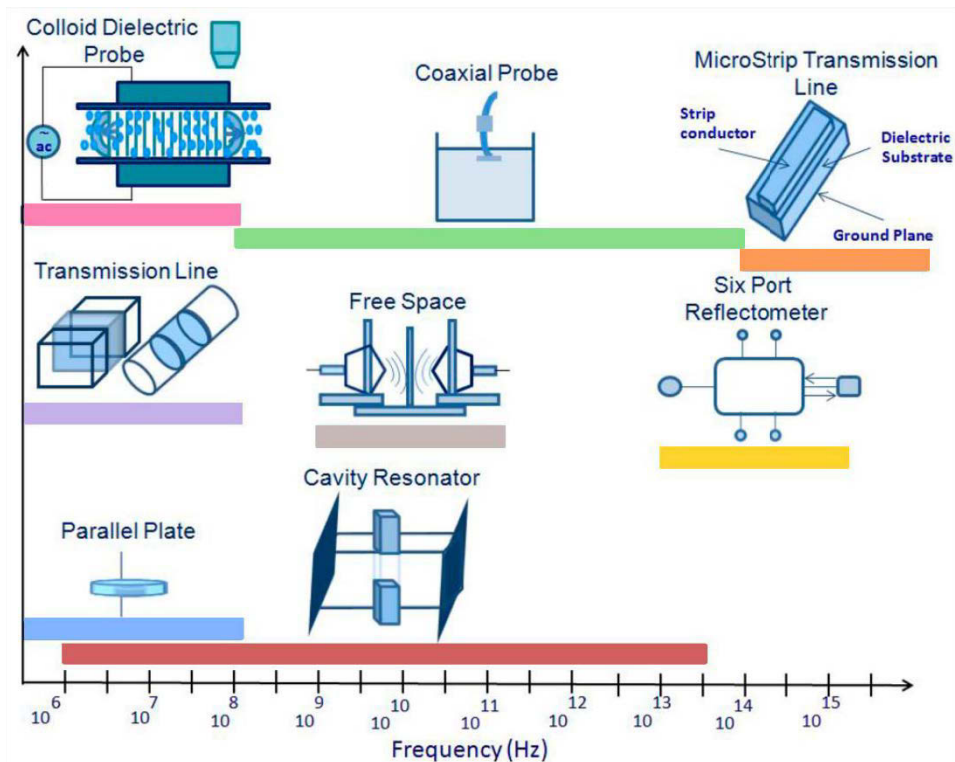 Colloid Dielectric
Probe
~
ac
Coaxial Probe
MicroStrip Transmission
Line
Strip
conductor
Dielectric
Substrate
Ground Plane
Transmission Line
Free Space
Six Port
Reflectometer
Cavity Resonator
Parallel Plate
10^6 10^7 10^8 10^9 10^10 10^11 10^12 10^13 10^14 10^15
Frequency (Hz)